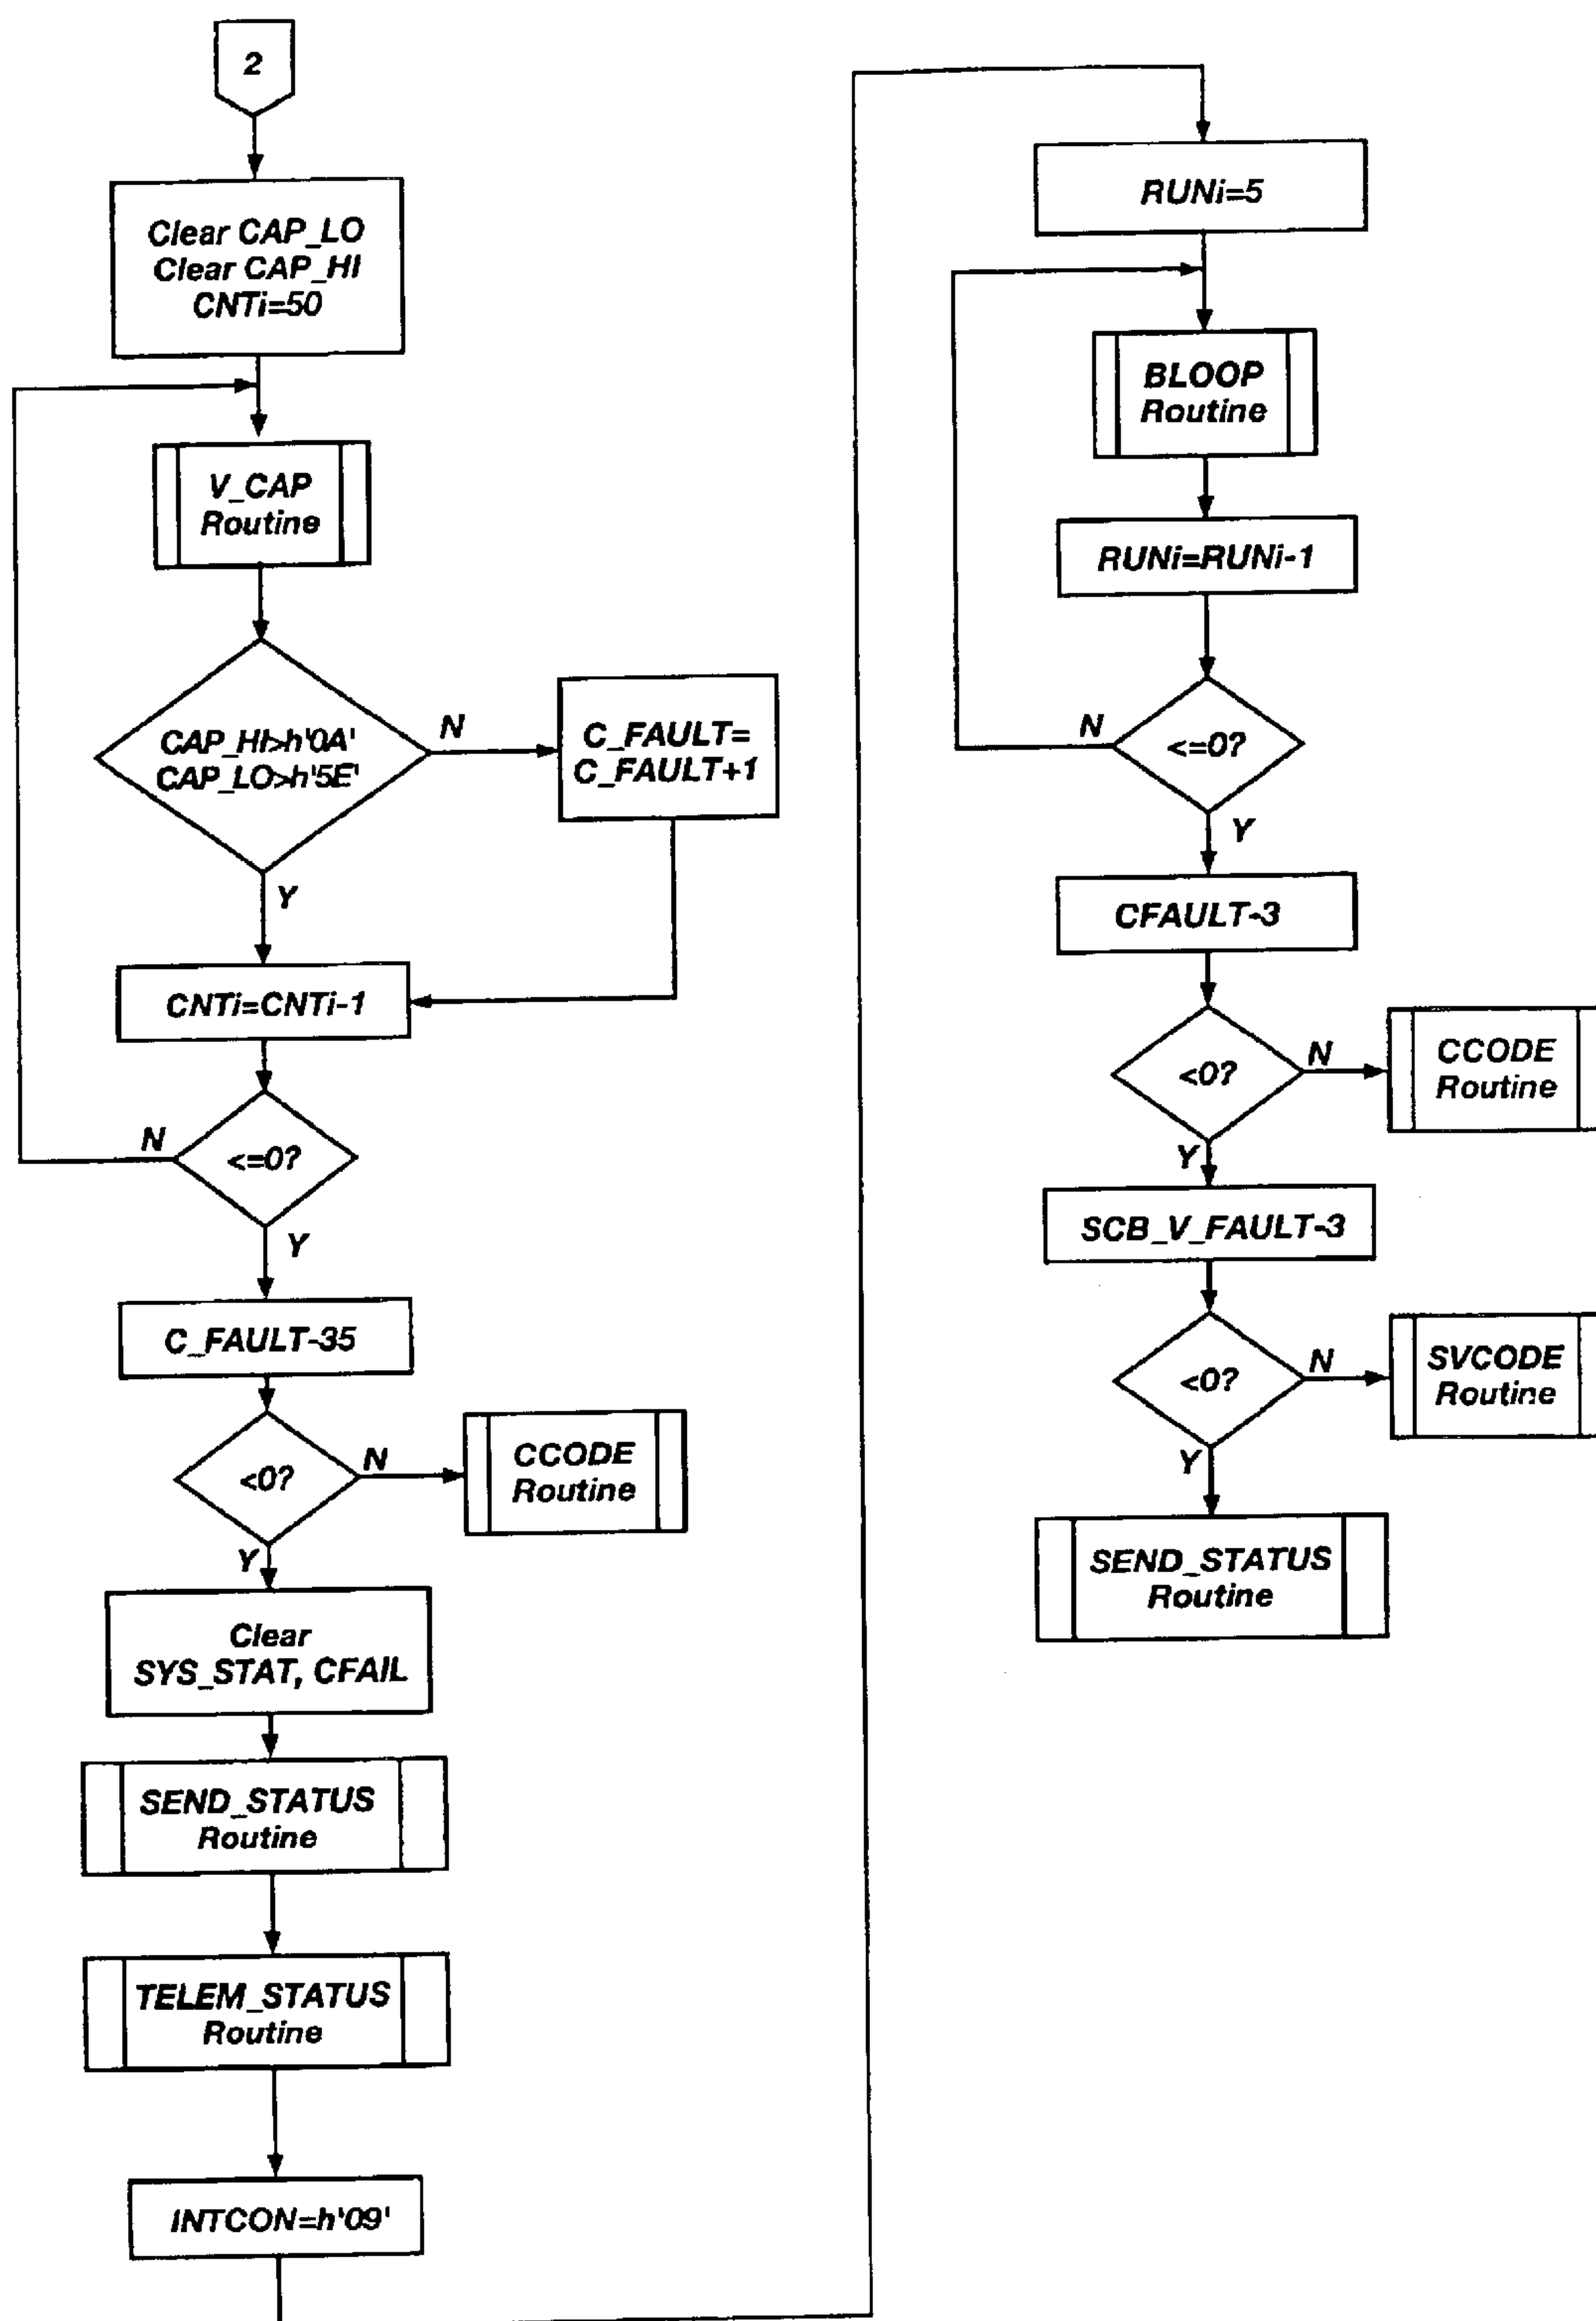 2
Clear CAP_LO
Clear CAP_HI
CNTi=50
V_CAP
Routine
CAP_HI>h'0A'
CAP_LO>h'5E'
N
C_FAULT=
C_FAULT+1
Y
CNTi=CNTi-1
N
<=0?
Y
C_FAULT-35
<0?
N
CCODE
Routine
Y
Clear
SYS_STAT, CFAIL
SEND_STATUS
Routine
TELEM_STATUS
Routine
INTCON=h'09'
RUNi=5
BLOOP
Routine
RUNi=RUNi-1
N
<=0?
Y
CFAULT-3
<0?
N
CCODE
Routine
Y
SCB_V_FAULT-3
<0?
N
SVCODE
Routine
Y
SEND_STATUS
Routine